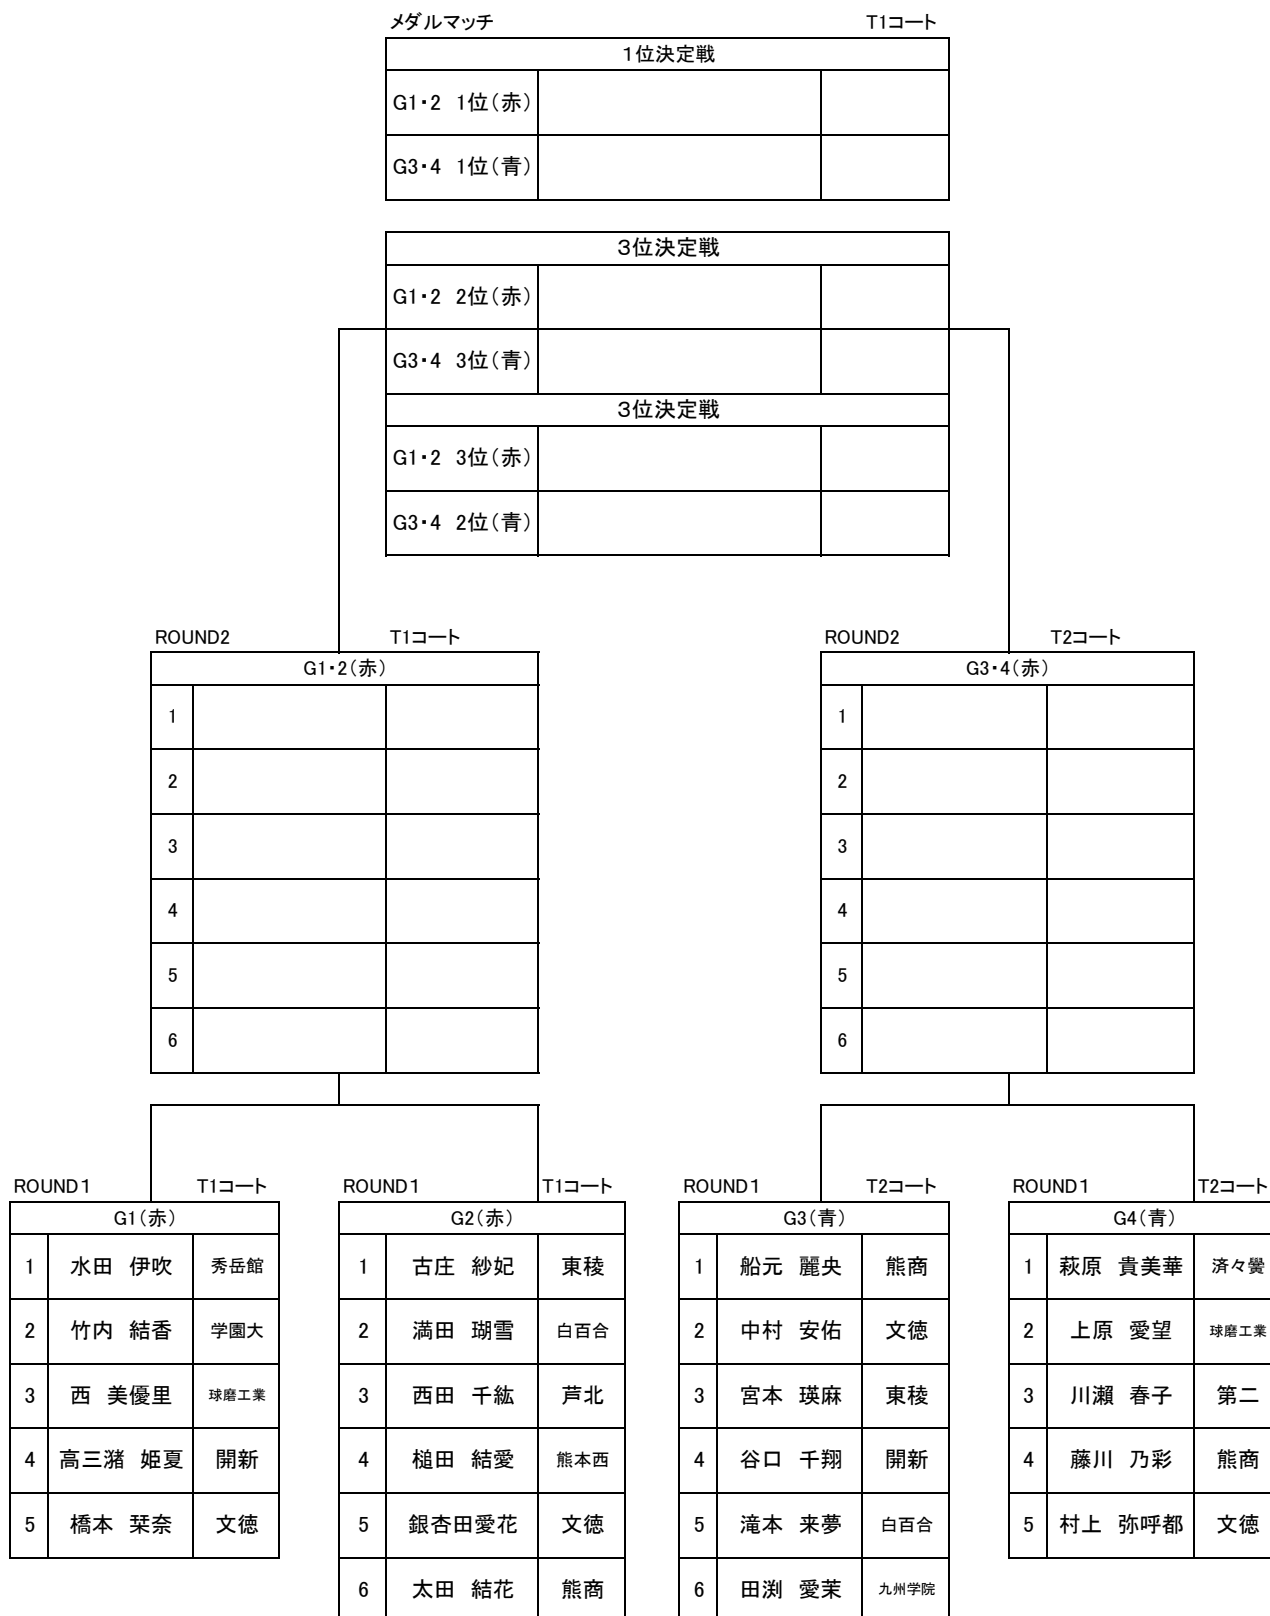 メダルマッチ T1コート
1位決定戦
G1・2 1位(赤)
G3・4 1位(青)
3位決定戦
G1・2 2位(赤)
G3・4 3位(青)
3位決定戦
G1・2 3位(赤)
G3・4 2位(青)
ROUND2 T1コート
G1・2(赤)
1
2
3
4
5
6
ROUND2 T2コート
G3・4(赤)
1
2
3
4
5
6
ROUND1 T1コート
G1(赤)
1 水田 伊吹 秀岳館
2 竹内 結香 学園大
3 西 美優里 球磨工業
4 高三潴 姫夏 開新
5 橋本 栞奈 文徳
ROUND1 T1コート
G2(赤)
1 古庄 紗妃 東稜
2 満田 瑚雪 白百合
3 西田 千紘 芦北
4 槌田 結愛 熊本西
5 銀杏田愛花 文徳
6 太田 結花 熊商
ROUND1 T2コート
G3(青)
1 船元 麗央 熊商
2 中村 安佑 文徳
3 宮本 瑛麻 東稜
4 谷口 千翔 開新
5 滝本 来夢 白百合
6 田渕 愛茉 九州学院
ROUND1 T2コート
G4(青)
1 萩原 貴美華 済々黌
2 上原 愛望 球磨工業
3 川瀬 春子 第二
4 藤川 乃彩 熊商
5 村上 弥呼都 文徳